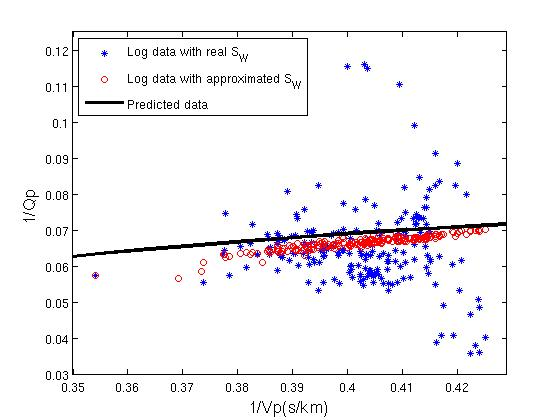 Log data with real S_W
Log data with approximated S_W
Predicted data
0.12
0.11
0.1
0.09
0.08
0.07
0.06
0.05
0.04
0.03
1/Qp
0.35 0.36 0.37 0.38 0.39 0.4 0.41 0.42
1/Vp(s/km)